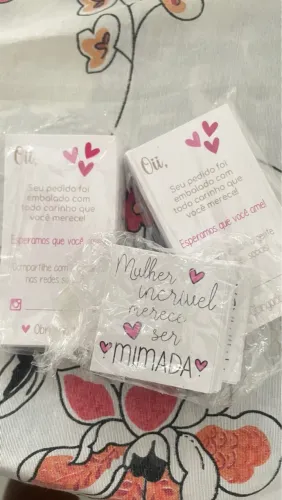 Oii,
Seu pedido foi
embalado com
todo carinho que
você merece!
Esperamos que você ame!
Compartilhe com
nas redes
Oii,
Seu pedido foi
embalado com
todo carinho que
você merece!
Esperamos que você ame!
Mulher
incrível
merece
ser
MIMADA!